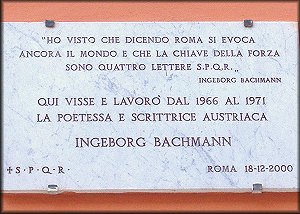 "HO VISTO CHE DICENDO ROMA SI EVOCA
ANCORA IL MONDO E CHE LA CHIAVE DELLA FORZA
SONO QUATTRO LETTERE S.P.Q.R.„
INGEBORG BACHMANN
QUI VISSE E LAVORO' DAL 1966 AL 1971
LA POETESSA E SCRITTRICE AUSTRIACA
INGEBORG BACHMANN
✝S·P·Q·R· ROMA 18-12-2000